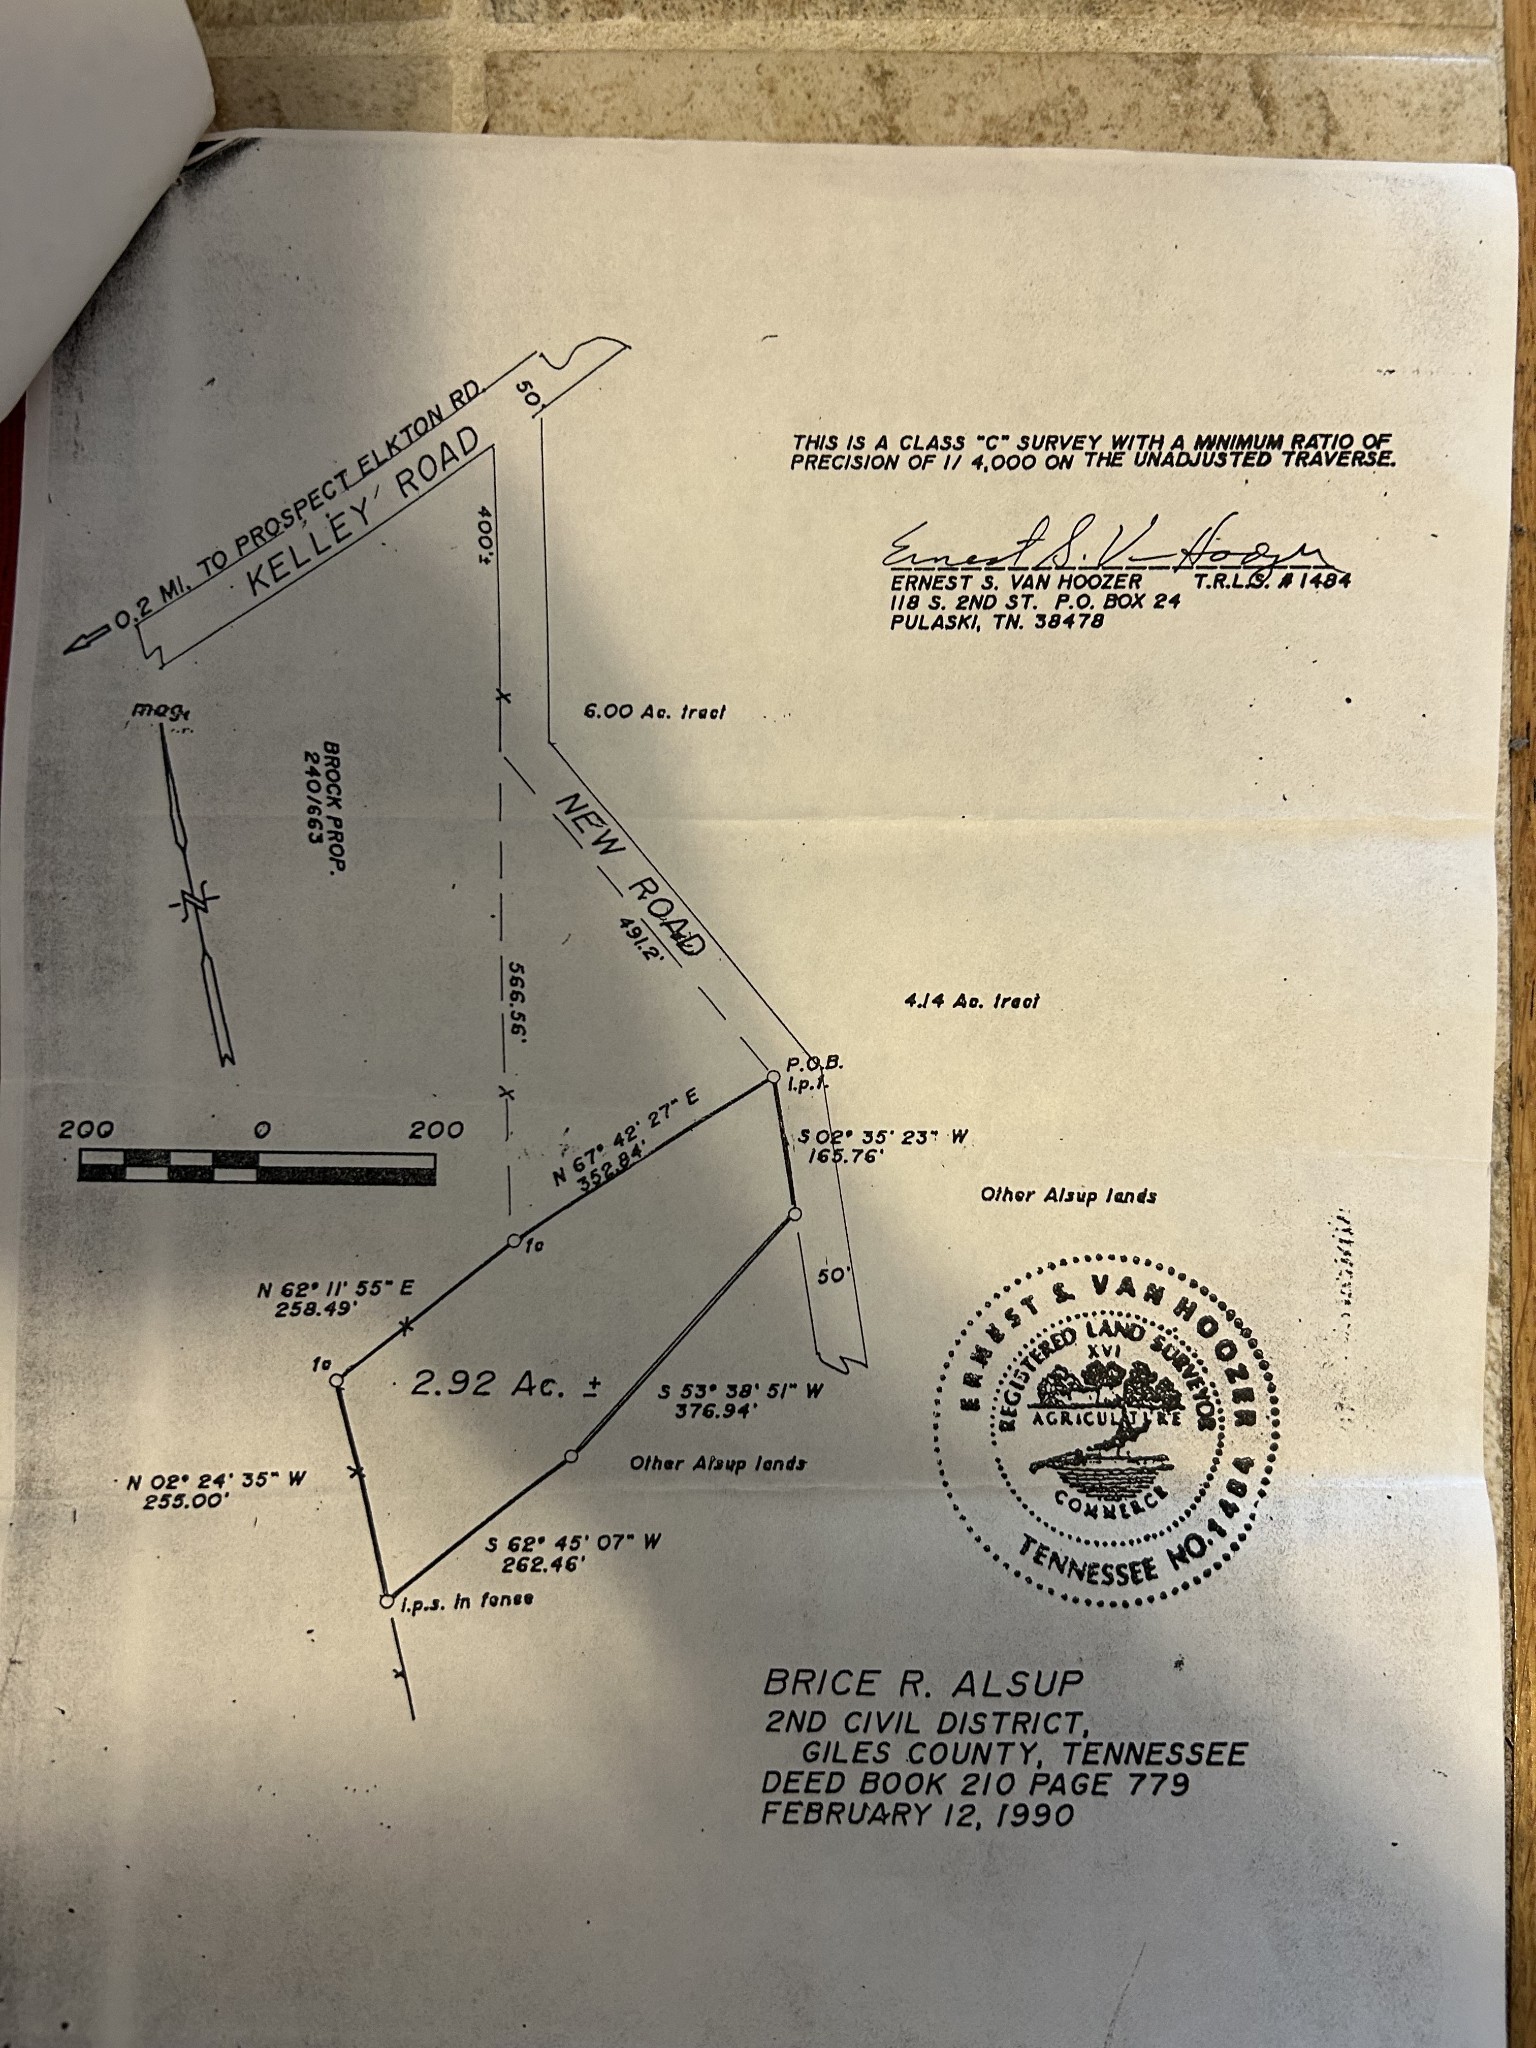 THIS IS A CLASS "C" SURVEY WITH A MINIMUM RATIO OF
PRECISION OF 1/ 4,000 ON THE UNADJUSTED TRAVERSE.
Ernest S. Van Hoozer
ERNEST S. VAN HOOZER T.R.L.S. # 1484
118 S. 2ND ST. P.O. BOX 24
PULASKI, TN. 38478
0.2 MI. TO PROSPECT ELKTON RD.
KELLEY ROAD
50'
400'±
mag.
BROCK PROP.
240/663
6.00 Ac. tract
NEW ROAD
491.2'
566.56'
4.14 Ac. tract
P.O.B.
i.p.f.
200 0 200
N 67° 42' 27" E
352.84'
S 02° 35' 23" W
165.76'
Other Alsup lands
50'
N 62° 11' 55" E
258.49'
2.92 Ac. ±
S 53° 38' 51" W
376.94'
Other Alsup lands
N 02° 24' 35" W
255.00'
S 62° 45' 07" W
262.46'
i.p.s. in fence
ERNEST S. VAN HOOZER
REGISTERED LAND SURVEYOR
XVI
AGRICULTURE
COMMERCE
TENNESSEE NO. 1484
BRICE R. ALSUP
2ND CIVIL DISTRICT,
GILES COUNTY, TENNESSEE
DEED BOOK 210 PAGE 779
FEBRUARY 12, 1990